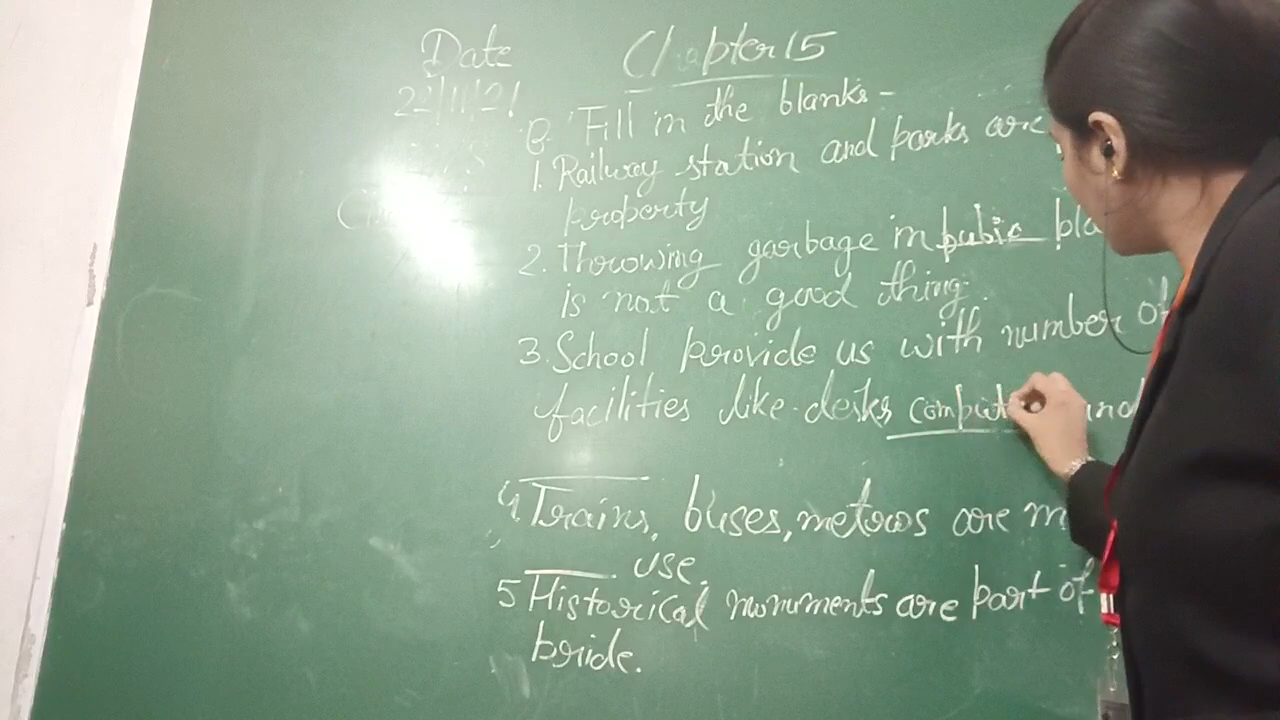 Date Chapter 15
22/11/21
B. Fill in the blanks -
1. Railway station and parks are
property
2. Throwing garbage in pubic pla
is not a good thing.
3. School provide us with number of
facilities like desks comput and
4. Trains, buses, metros are m
use.
5 Historical monuments are part of
pride.